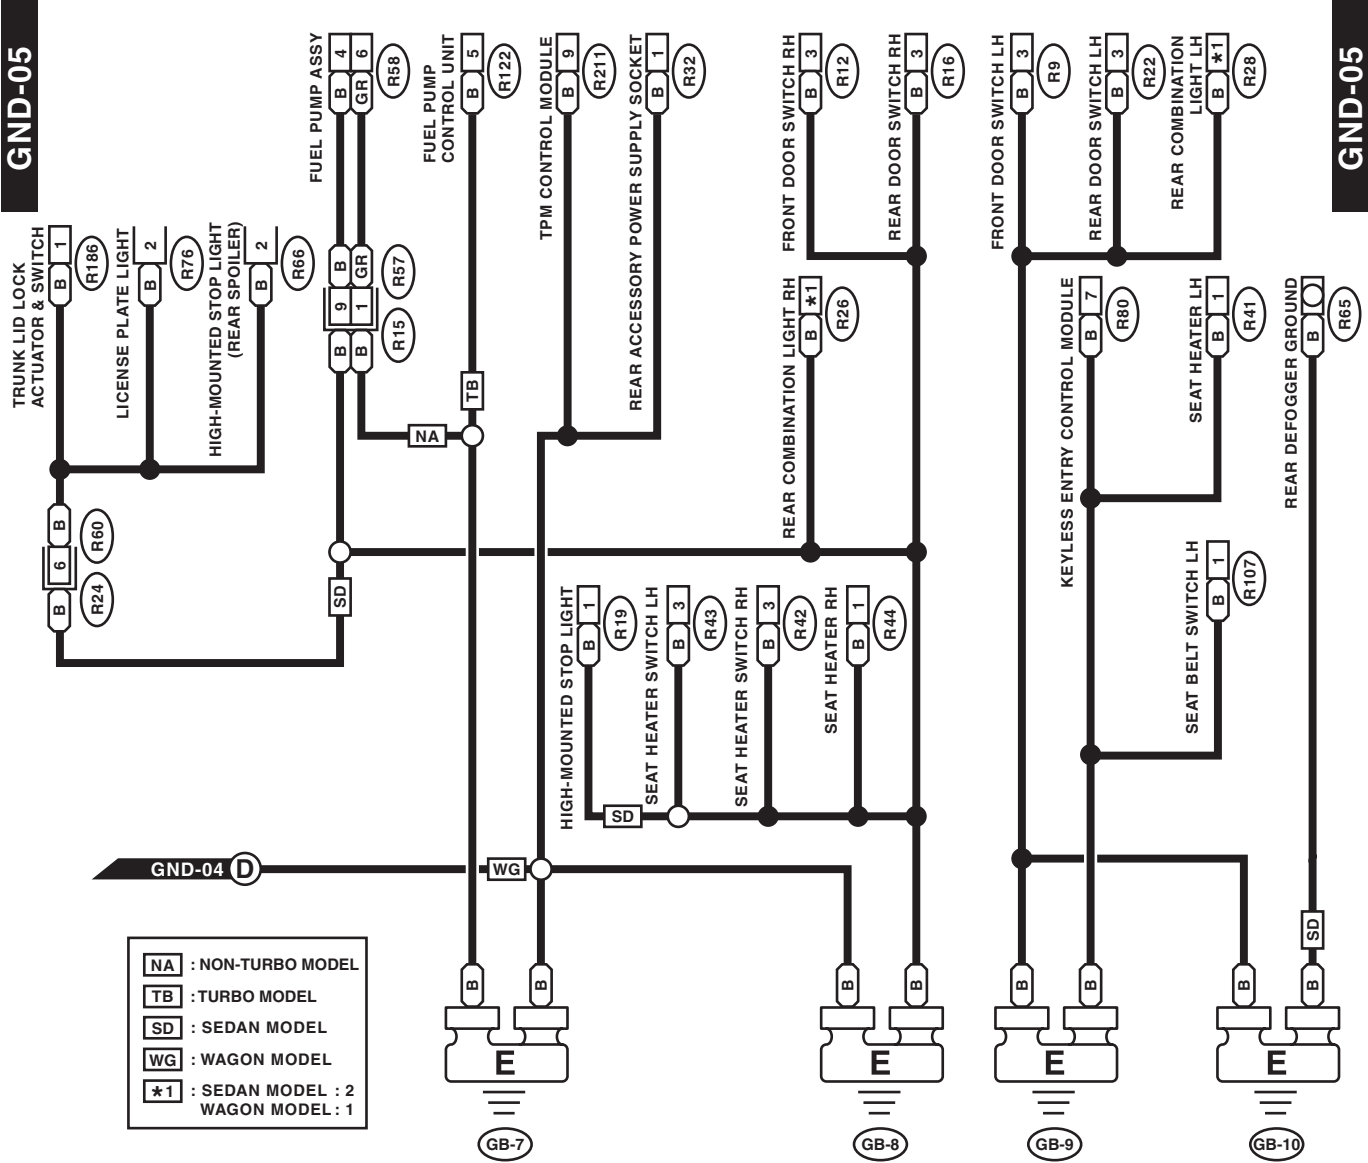 GND-05
GND-05
FUEL PUMP ASSY
4 6
B GR
R58
FUEL PUMP
CONTROL UNIT
5
B
R122
TPM CONTROL MODULE
9
B
R211
REAR ACCESSORY POWER SUPPLY SOCKET
1
B
R32
FRONT DOOR SWITCH RH
3
B
R12
REAR DOOR SWITCH RH
3
B
R16
FRONT DOOR SWITCH LH
3
B
R9
REAR DOOR SWITCH LH
3
B
R22
REAR COMBINATION
LIGHT LH
*1
B
R28
TRUNK LID LOCK
ACTUATOR & SWITCH
1
B
R186
LICENSE PLATE LIGHT
2
B
R76
HIGH-MOUNTED STOP LIGHT
(REAR SPOILER)
2
B
R66
B GR
R57
9 1
R15
B B
TB
NA
REAR COMBINATION LIGHT RH
*1
B
R26
KEYLESS ENTRY CONTROL MODULE
7
B
R80
SEAT HEATER LH
1
B
R41
REAR DEFOGGER GROUND
B
R65
B
R60
6
R24
B
SD
HIGH-MOUNTED STOP LIGHT
1
B
R19
SEAT HEATER SWITCH LH
3
B
R43
SEAT HEATER SWITCH RH
3
B
R42
SEAT HEATER RH
1
B
R44
SEAT BELT SWITCH LH
1
B
R107
SD
GND-04 D
WG
SD
NA : NON-TURBO MODEL
TB : TURBO MODEL
SD : SEDAN MODEL
WG : WAGON MODEL
*1 : SEDAN MODEL : 2
WAGON MODEL : 1
B B B B B B B B
E E E E
GB-7 GB-8 GB-9 GB-10